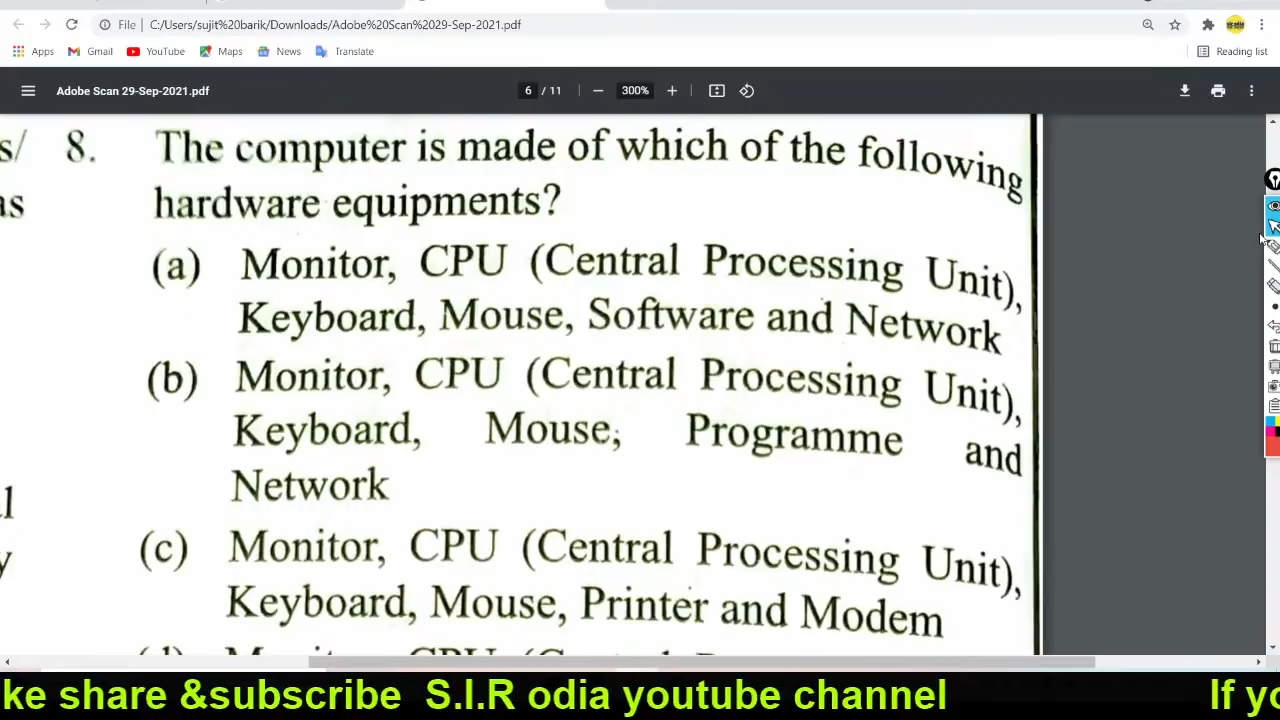 File
C:/Users/sujit%20barik/Downloads/Adobe%20Scan%2029-Sep-2021.pdf
Apps Gmail YouTube Maps News Translate Reading list
Adobe Scan 29-Sep-2021.pdf 6 / 11 300%
s/ 8. The computer is made of which of the following
hardware equipments?
(a) Monitor, CPU (Central Processing Unit),
Keyboard, Mouse, Software and Network
(b) Monitor, CPU (Central Processing Unit),
Keyboard, Mouse, Programme and
Network
(c) Monitor, CPU (Central Processing Unit),
Keyboard, Mouse, Printer and Modem
ke share &subscribe S.I.R odia youtube channel If yo